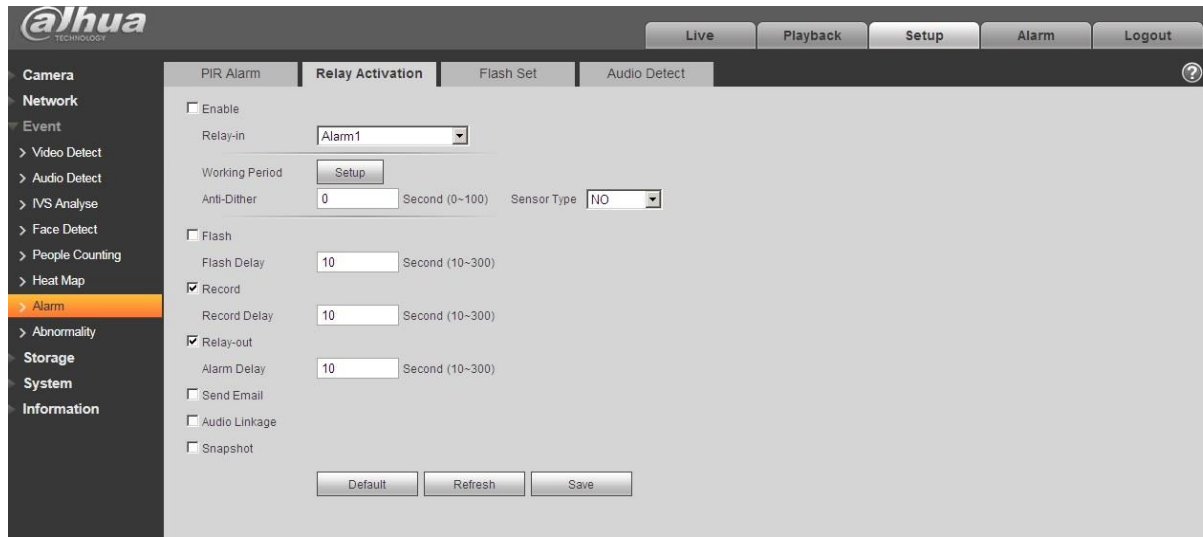 alhua
TECHNOLOGY
Live Playback Setup Alarm Logout
Camera
Network
Event
> Video Detect
> Audio Detect
> IVS Analyse
> Face Detect
> People Counting
> Heat Map
> Alarm
> Abnormality
Storage
System
Information
PIR Alarm Relay Activation Flash Set Audio Detect ?
Enable
Relay-in Alarm1
Working Period Setup
Anti-Dither 0 Second (0~100) Sensor Type NO
Flash
Flash Delay 10 Second (10~300)
Record
Record Delay 10 Second (10~300)
Relay-out
Alarm Delay 10 Second (10~300)
Send Email
Audio Linkage
Snapshot
Default Refresh Save